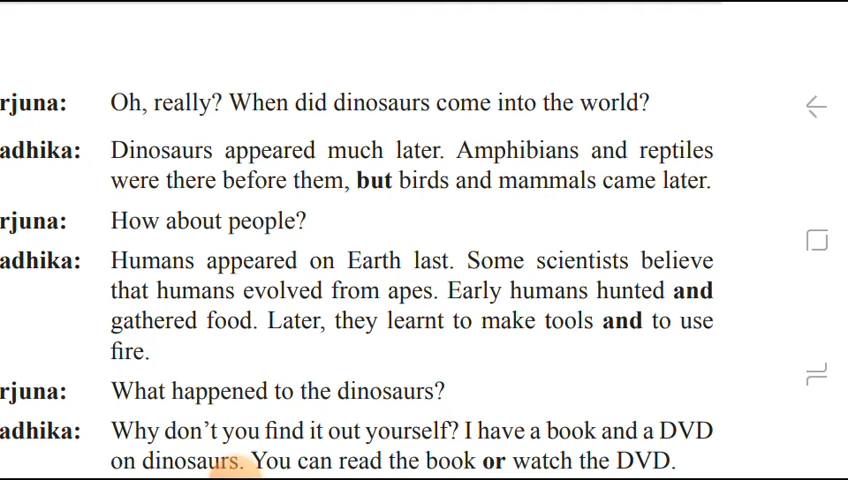 rjuna: Oh, really? When did dinosaurs come into the world?
adhika: Dinosaurs appeared much later. Amphibians and reptiles
were there before them, but birds and mammals came later.
rjuna: How about people?
adhika: Humans appeared on Earth last. Some scientists believe
that humans evolved from apes. Early humans hunted and
gathered food. Later, they learnt to make tools and to use
fire.
rjuna: What happened to the dinosaurs?
adhika: Why don’t you find it out yourself? I have a book and a DVD
on dinosaurs. You can read the book or watch the DVD.